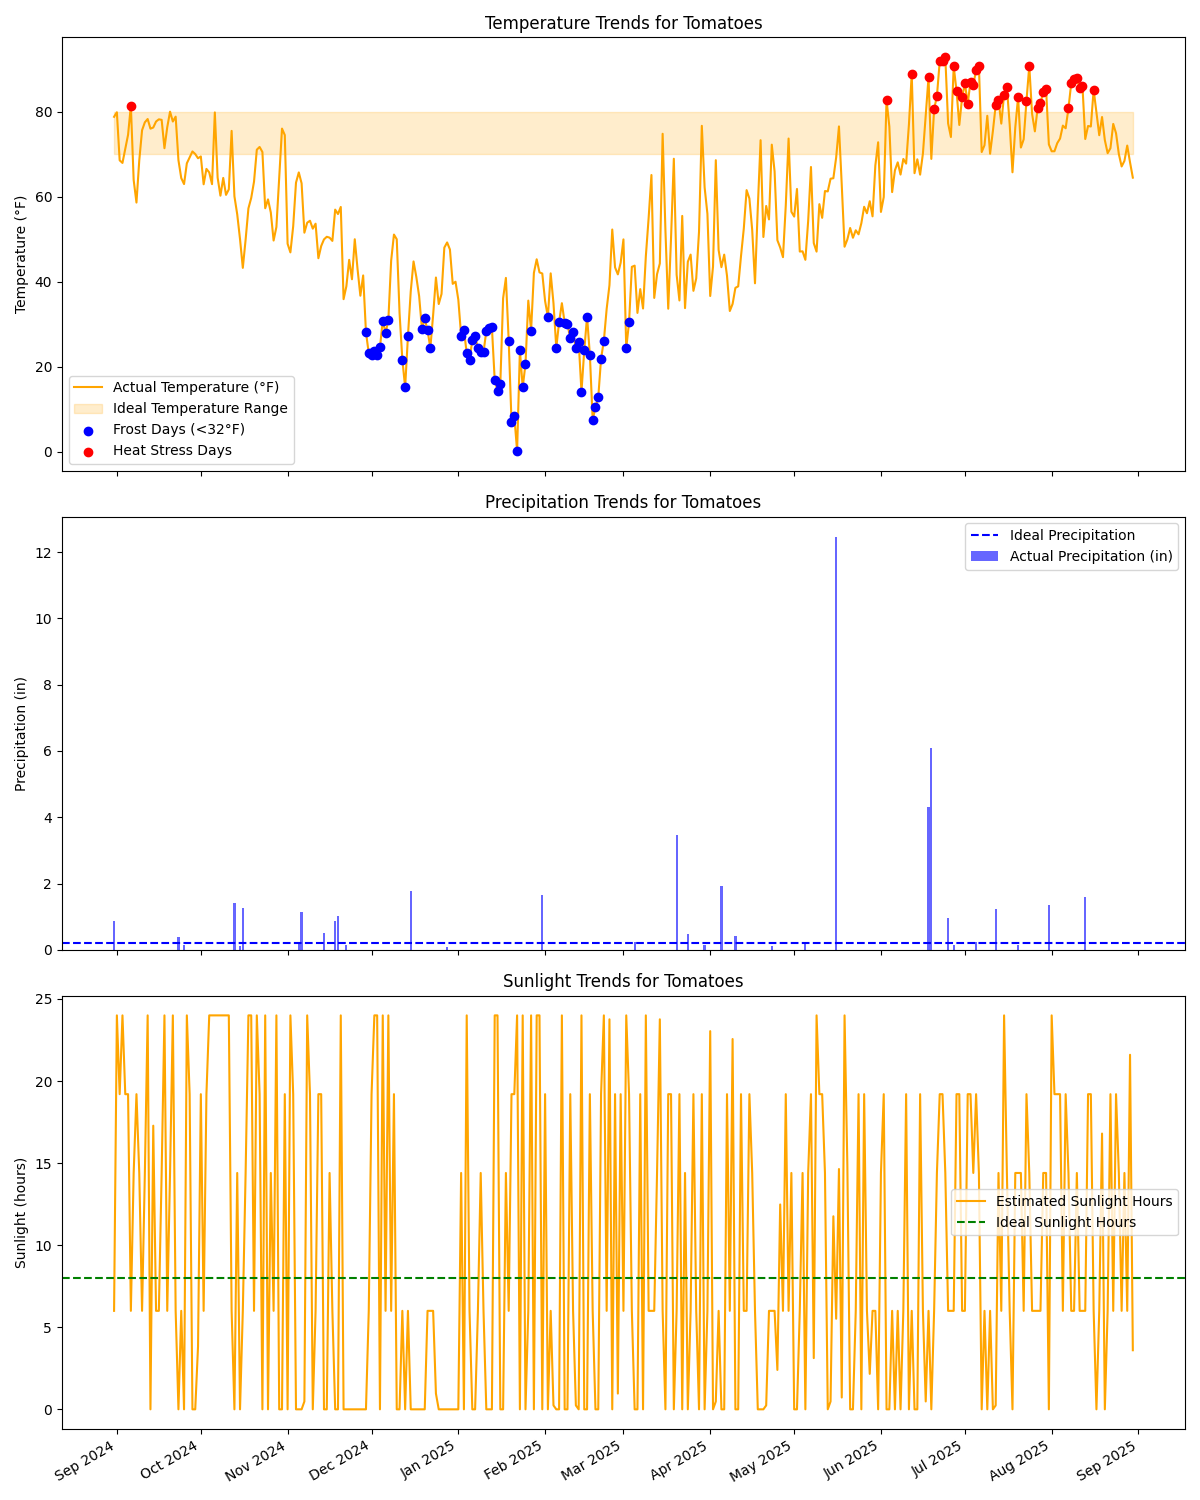 Temperature Trends for Tomatoes
80
60
40
20
0
Temperature (°F)
Actual Temperature (°F)
Ideal Temperature Range
Frost Days (<32°F)
Heat Stress Days
Precipitation Trends for Tomatoes
12
10
8
6
4
2
0
Precipitation (in)
Ideal Precipitation
Actual Precipitation (in)
Sunlight Trends for Tomatoes
25
20
15
10
5
0
Sunlight (hours)
Estimated Sunlight Hours
Ideal Sunlight Hours
Sep 2024
Oct 2024
Nov 2024
Dec 2024
Jan 2025
Feb 2025
Mar 2025
Apr 2025
May 2025
Jun 2025
Jul 2025
Aug 2025
Sep 2025